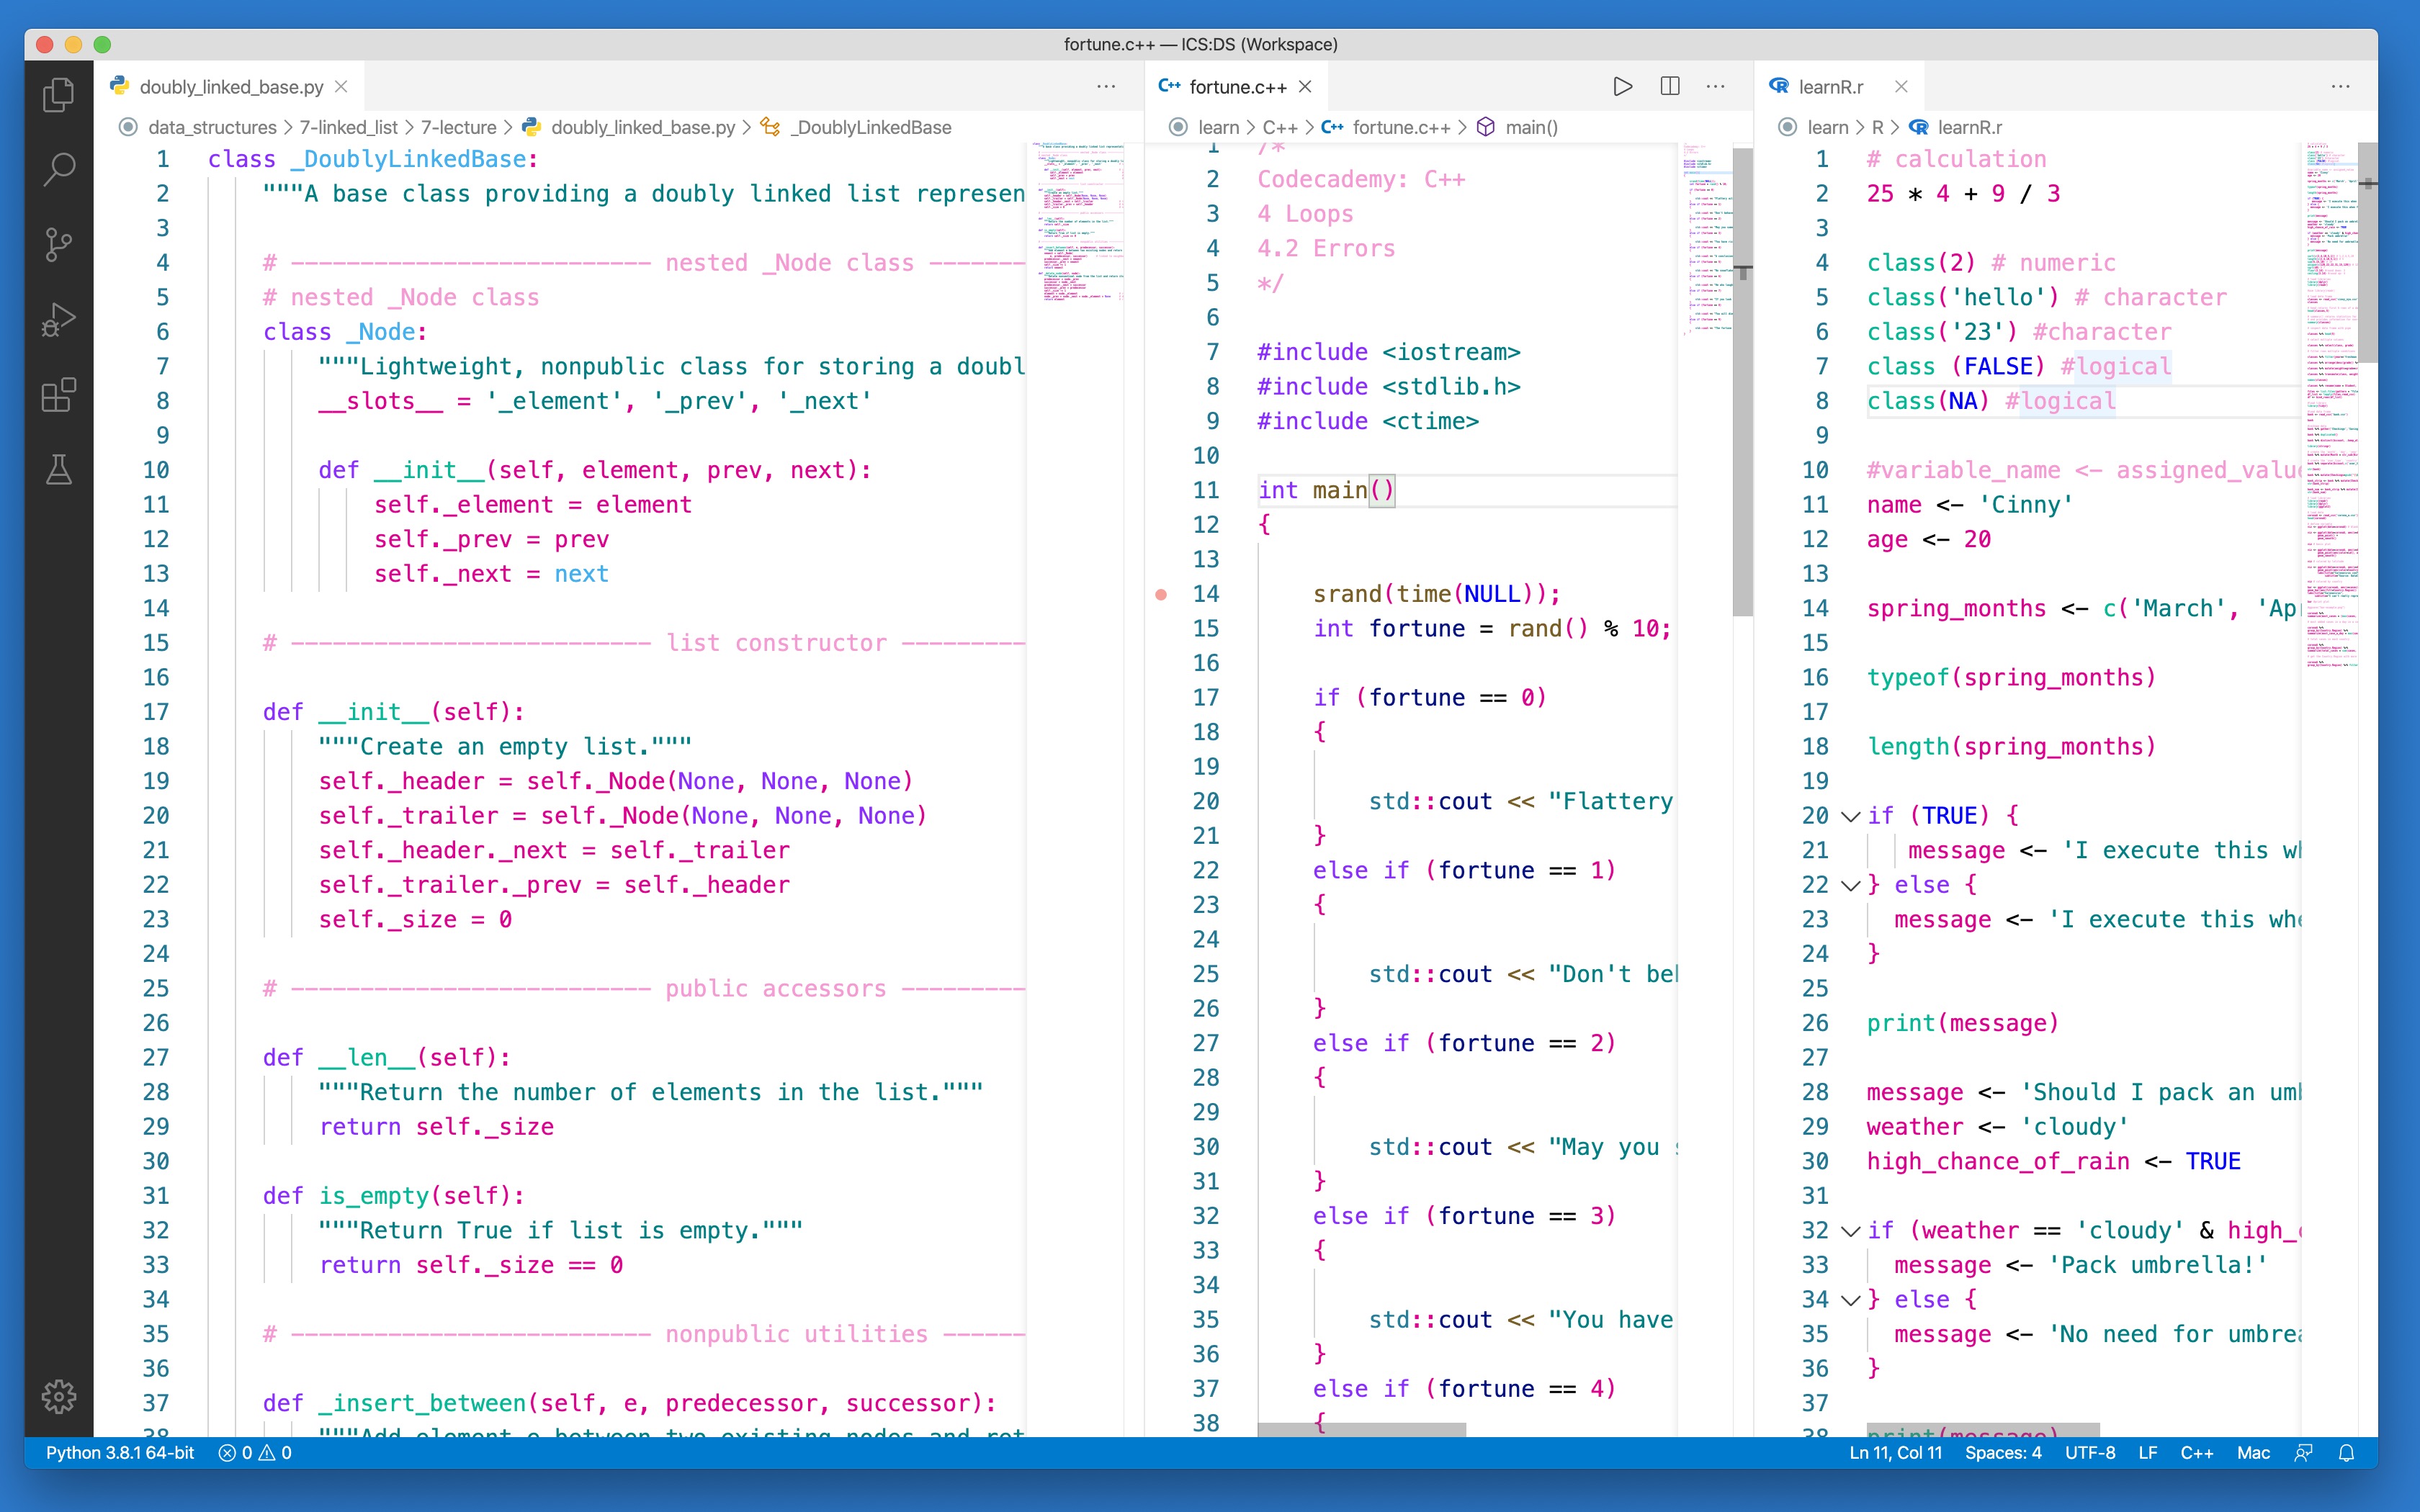 fortune.c++ — ICS:DS (Workspace)
doubly_linked_base.py
data_structures > 7-linked_list > 7-lecture > doubly_linked_base.py > _DoublyLinkedBase
1 class _DoublyLinkedBase:
2 """A base class providing a doubly linked list represen
3
4 # -------------------------- nested _Node class -------
5 # nested _Node class
6 class _Node:
7 """Lightweight, nonpublic class for storing a doubl
8 __slots__ = '_element', '_prev', '_next'
9
10 def __init__(self, element, prev, next):
11 self._element = element
12 self._prev = prev
13 self._next = next
14
15 # -------------------------- list constructor ---------
16
17 def __init__(self):
18 """Create an empty list."""
19 self._header = self._Node(None, None, None)
20 self._trailer = self._Node(None, None, None)
21 self._header._next = self._trailer
22 self._trailer._prev = self._header
23 self._size = 0
24
25 # -------------------------- public accessors ---------
26
27 def __len__(self):
28 """Return the number of elements in the list."""
29 return self._size
30
31 def is_empty(self):
32 """Return True if list is empty."""
33 return self._size == 0
34
35 # -------------------------- nonpublic utilities ------
36
37 def _insert_between(self, e, predecessor, successor):
38 """Add element e between two existing nodes and ret
C++ fortune.c++
learn > C++ > C++ fortune.c++ > main()
1 /*
2 Codecademy: C++
3 4 Loops
4 4.2 Errors
5 */
6
7 #include <iostream>
8 #include <stdlib.h>
9 #include <ctime>
10
11 int main()
12 {
13
14 srand(time(NULL));
15 int fortune = rand() % 10;
16
17 if (fortune == 0)
18 {
19
20 std::cout << "Flattery
21 }
22 else if (fortune == 1)
23 {
24
25 std::cout << "Don't bel
26 }
27 else if (fortune == 2)
28 {
29
30 std::cout << "May you s
31 }
32 else if (fortune == 3)
33 {
34
35 std::cout << "You have
36 }
37 else if (fortune == 4)
38 {
R learnR.r
learn > R > R learnR.r
1 # calculation
2 25 * 4 + 9 / 3
3
4 class(2) # numeric
5 class('hello') # character
6 class('23') #character
7 class (FALSE) #logical
8 class(NA) #logical
9
10 #variable_name <- assigned_value
11 name <- 'Cinny'
12 age <- 20
13
14 spring_months <- c('March', 'Ap
15
16 typeof(spring_months)
17
18 length(spring_months)
19
20 if (TRUE) {
21 message <- 'I execute this wh
22 } else {
23 message <- 'I execute this whe
24 }
25
26 print(message)
27
28 message <- 'Should I pack an umb
29 weather <- 'cloudy'
30 high_chance_of_rain <- TRUE
31
32 if (weather == 'cloudy' & high_c
33 message <- 'Pack umbrella!'
34 } else {
35 message <- 'No need for umbrea
36 }
37
38 print(message)
Python 3.8.1 64-bit 0 0 Ln 11, Col 11 Spaces: 4 UTF-8 LF C++ Mac